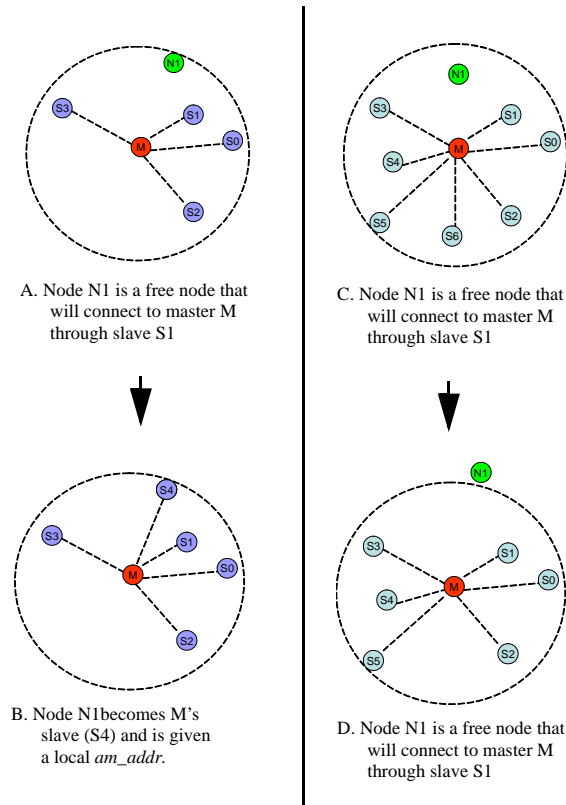 N1
S3
S1
S0
M
S2
A. Node N1 is a free node that
will connect to master M
through slave S1
S4
S3
S1
S0
M
S2
B. Node N1becomes M's
slave (S4) and is given
a local am_addr.
N1
S3
S1
S0
M
S4
S5
S2
S6
C. Node N1 is a free node that
will connect to master M
through slave S1
N1
S3
S1
S0
M
S4
S5
S2
D. Node N1 is a free node that
will connect to master M
through slave S1